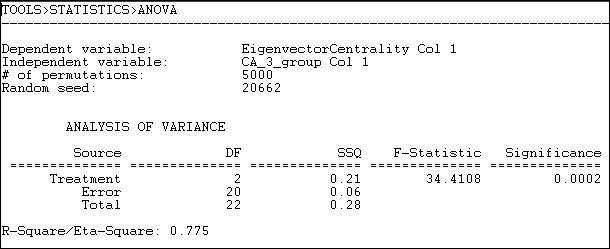 TOOLS>STATISTICS>ANOVA
Dependent variable: EigenvectorCentrality Col 1
Independent variable: CA_3_group Col 1
# of permutations: 5000
Random seed: 20662
ANALYSIS OF VARIANCE
Source DF SSQ F-Statistic Significance
Treatment 2 0.21 34.4108 0.0002
Error 20 0.06
Total 22 0.28
R-Square/Eta-Square: 0.775